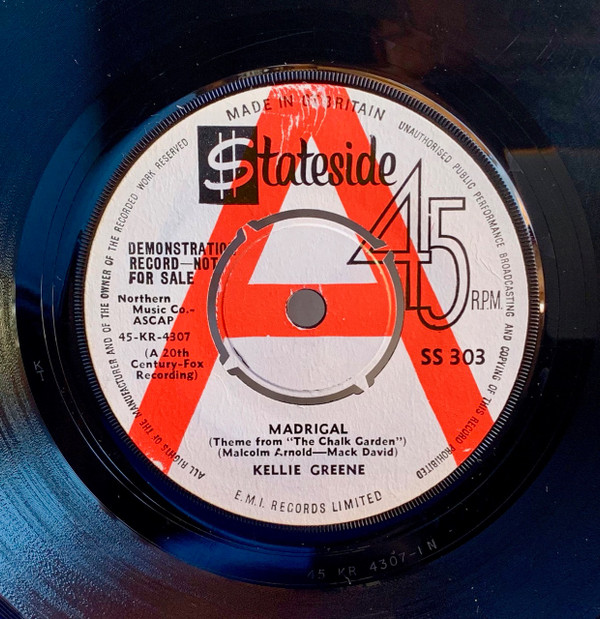 MADE IN GT BRITAIN
$tateside
45
R.P.M.
DEMONSTRATION
RECORD—NOT
FOR SALE
Northern
Music Co.-
ASCAP
45-KR-4307
(A 20th
Century-Fox
Recording)
SS 303
MADRIGAL
(Theme from "The Chalk Garden")
(Malcolm Arnold—Mack David)
KELLIE GREENE
E.M.I. RECORDS LIMITED
ALL RIGHTS OF THE MANUFACTURER AND OF THE OWNER OF THE RECORDED WORK RESERVED
UNAUTHORISED PUBLIC PERFORMANCE BROADCASTING AND COPYING OF THIS RECORD PROHIBITED
A
45 KR 4307-1N